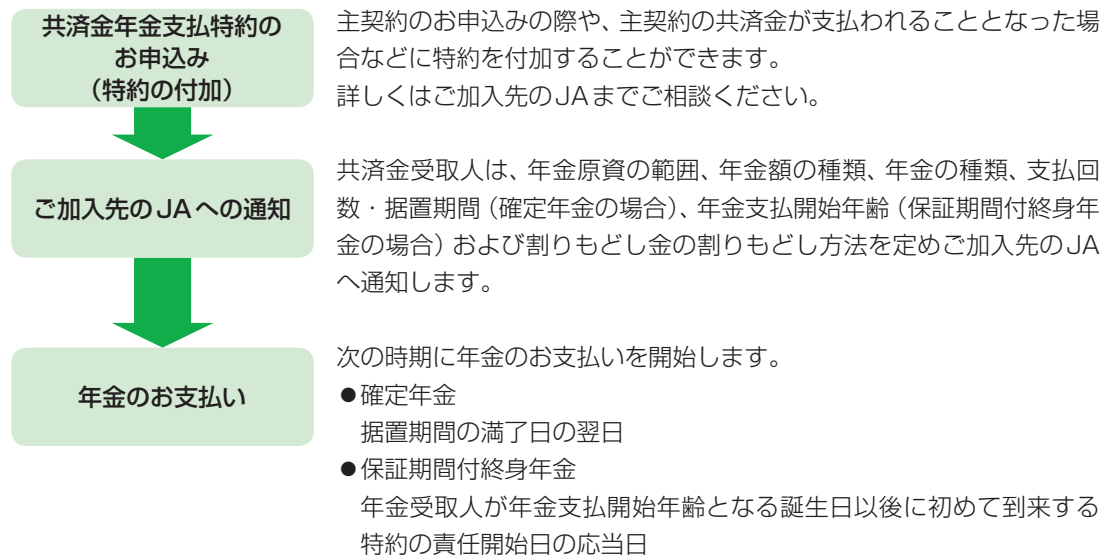 共済金年金支払特約の
お申込み
（特約の付加）
主契約のお申込みの際や、主契約の共済金が支払われることとなった場
合などに特約を付加することができます。
詳しくはご加入先のJAまでご相談ください。
ご加入先のJAへの通知
共済金受取人は、年金原資の範囲、年金額の種類、年金の種類、支払回
数・据置期間（確定年金の場合）、年金支払開始年齢（保証期間付終身年
金の場合）および割りもどし金の割りもどし方法を定めご加入先のJA
へ通知します。
年金のお支払い
次の時期に年金のお支払いを開始します。
●確定年金
据置期間の満了日の翌日
●保証期間付終身年金
年金受取人が年金支払開始年齢となる誕生日以後に初めて到来する
特約の責任開始日の応当日